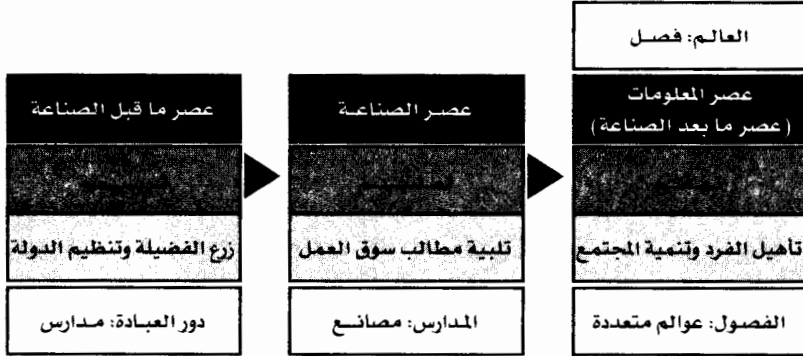 العالم: فصل
عصر ما قبل الصناعة
عصر الصناعة
عصر المعلومات
(عصر ما بعد الصناعة)
زرع الفضيلة وتنظيم الدولة
تلبية مطالب سوق العمل
تأهيل الفرد وتنمية المجتمع
دور العبادة: مدارس
المدارس: مصانع
الفصول: عوالم متعددة